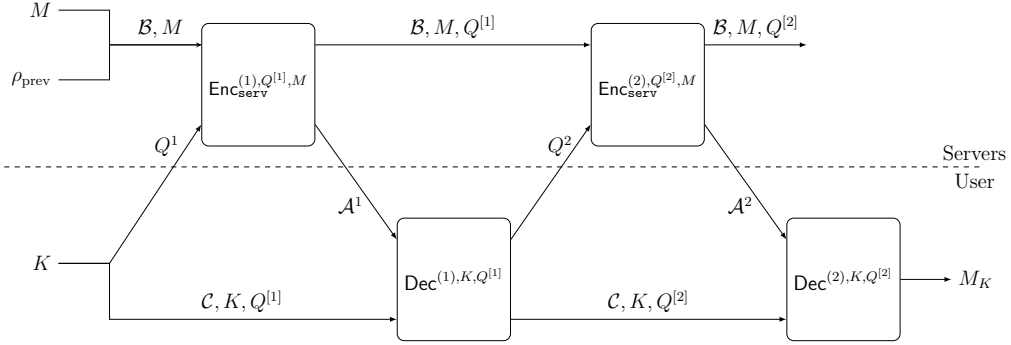 M
ρ_prev
ℬ, M
Enc_serv^(1),Q^[1],M
ℬ, M, Q^[1]
Enc_serv^(2),Q^[2],M
ℬ, M, Q^[2]
Q^1
Q^2
Servers
User
𝒜^1
𝒜^2
K
Dec^(1),K,Q^[1]
Dec^(2),K,Q^[2]
M_K
𝒞, K, Q^[1]
𝒞, K, Q^[2]